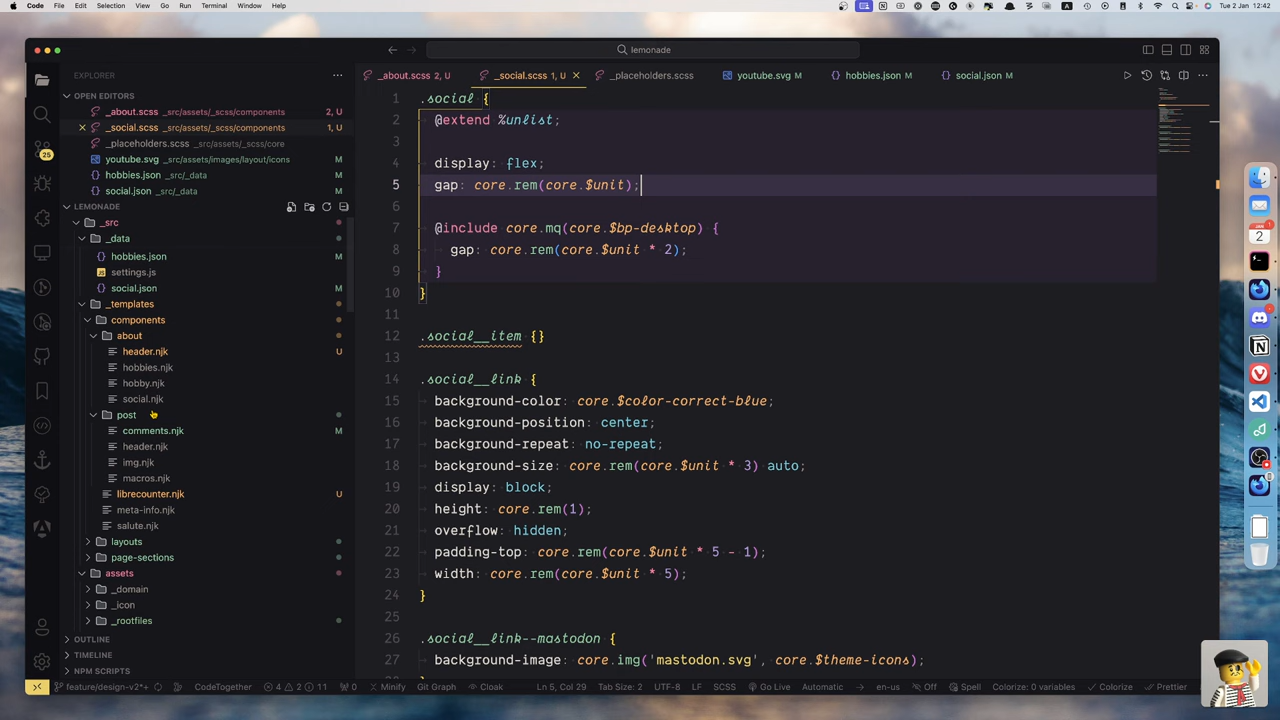 Code File Edit Selection View Go Run Terminal Window Help
Tue 2 Jan 12:42
lemonade
EXPLORER
OPEN EDITORS
_about.scss _src/assets/_scss/components 2, U
_social.scss _src/assets/_scss/components 1, U
_placeholders.scss _src/assets/_scss/core
youtube.svg _src/assets/images/layout/icons M
hobbies.json _src/_data M
social.json _src/_data M
LEMONADE
_src
_data
hobbies.json M
settings.js
social.json M
_templates
components
about
header.njk U
hobbies.njk
hobby.njk
social.njk
post
comments.njk M
header.njk
img.njk
macros.njk
librecounter.njk U
meta-info.njk
salute.njk
layouts
page-sections
assets
_domain
_icon
_rootfiles
OUTLINE
TIMELINE
NPM SCRIPTS
25
_about.scss 2, U
_social.scss 1, U
_placeholders.scss
youtube.svg M
hobbies.json M
social.json M
1 .social {
2 @extend %unlist;
3
4 display: flex;
5 gap: core.rem(core.$unit);
6
7 @include core.mq(core.$bp-desktop) {
8 gap: core.rem(core.$unit * 2);
9 }
10 }
11
12 .social__item {}
13
14 .social__link {
15 background-color: core.$color-correct-blue;
16 background-position: center;
17 background-repeat: no-repeat;
18 background-size: core.rem(core.$unit * 3) auto;
19 display: block;
20 height: core.rem(1);
21 overflow: hidden;
22 padding-top: core.rem(core.$unit * 5 - 1);
23 width: core.rem(core.$unit * 5);
24 }
25
26 .social__link--mastodon {
27 background-image: core.img('mastodon.svg', core.$theme-icons);
feature/design-v2*+ CodeTogether 4 2 11 0 Minify Git Graph Cloak Ln 5, Col 29 Tab Size: 2 UTF-8 LF SCSS Go Live Automatic en-us Off Spell Colorize: 0 variables Colorize Prettier